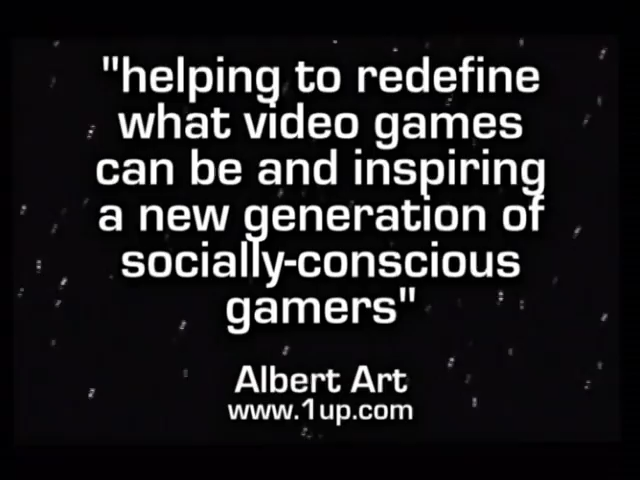 "helping to redefine
what video games
can be and inspiring
a new generation of
socially-conscious
gamers"
Albert Art
www.1up.com